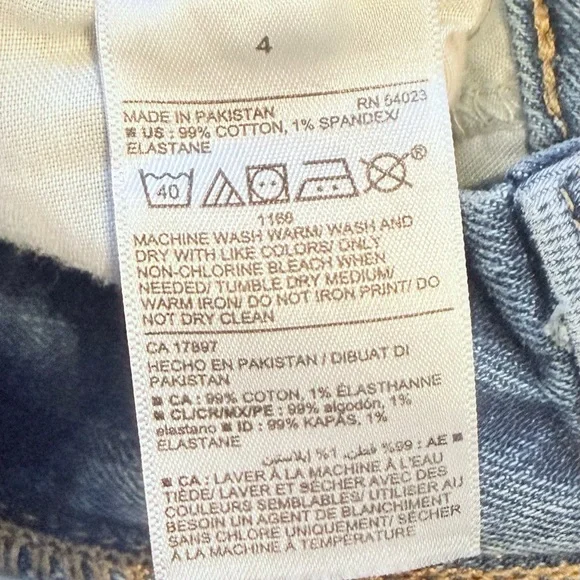 4
MADE IN PAKISTAN RN 54023
■ US : 99% COTTON, 1% SPANDEX/
ELASTANE
40 ®
1168
MACHINE WASH WARM/ WASH AND
DRY WITH LIKE COLORS/ ONLY
NON-CHLORINE BLEACH WHEN
NEEDED/ TUMBLE DRY MEDIUM/
WARM IRON/ DO NOT IRON PRINT/ DO
NOT DRY CLEAN
CA 17897
HECHO EN PAKISTAN / DIBUAT DI
PAKISTAN
■ CA : 99% COTON, 1% ÉLASTHANNE
■ CL/CR/MX/PE : 99% algodón, 1%
elastano ■ ID : 99% KAPAS, 1%
ELASTANE
■ AE : 99% قطن, 1% ايلاستين
■ CA : LAVER À LA MACHINE À L'EAU
TIÈDE/ LAVER ET SÉCHER AVEC DES
COULEURS SEMBLABLES/ UTILISER AU
BESOIN UN AGENT DE BLANCHIMENT
SANS CHLORE UNIQUEMENT/ SÉCHER
À LA MACHINE À TEMPÉRATURE